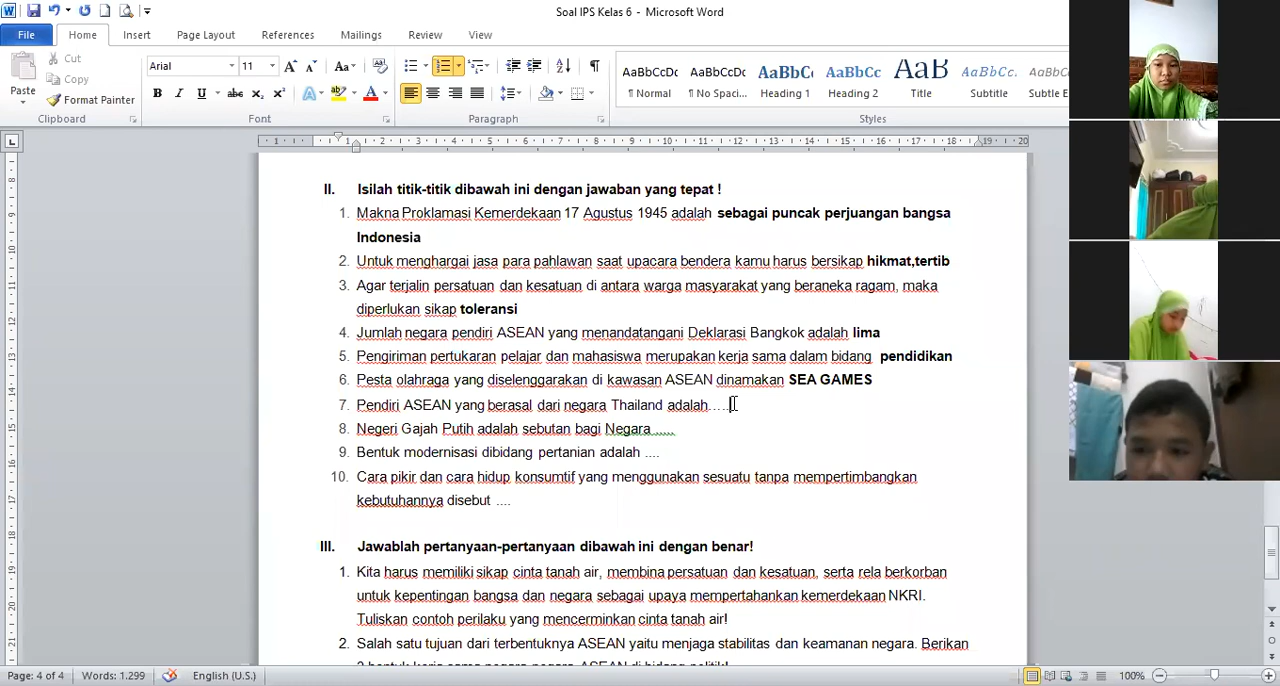 Soal IPS Kelas 6 - Microsoft Word
File Home Insert Page Layout References Mailings Review View
Cut
Copy
Paste
Format Painter
Clipboard
Arial 11
Font
Paragraph
AaBbCcDc AaBbCcDc AaBbC( AaBbCc AaB AaBbCc. AaBbCcDc
¶ Normal ¶ No Spaci... Heading 1 Heading 2 Title Subtitle Subtle E
Styles
II. Isilah titik-titik dibawah ini dengan jawaban yang tepat !
1. Makna Proklamasi Kemerdekaan 17 Agustus 1945 adalah sebagai puncak perjuangan bangsa
Indonesia
2. Untuk menghargai jasa para pahlawan saat upacara bendera kamu harus bersikap hikmat,tertib
3. Agar terjalin persatuan dan kesatuan di antara warga masyarakat yang beraneka ragam, maka
diperlukan sikap toleransi
4. Jumlah negara pendiri ASEAN yang menandatangani Deklarasi Bangkok adalah lima
5. Pengiriman pertukaran pelajar dan mahasiswa merupakan kerja sama dalam bidang pendidikan
6. Pesta olahraga yang diselenggarakan di kawasan ASEAN dinamakan SEA GAMES
7. Pendiri ASEAN yang berasal dari negara Thailand adalah.....
8. Negeri Gajah Putih adalah sebutan bagi Negara .....
9. Bentuk modernisasi dibidang pertanian adalah ....
10. Cara pikir dan cara hidup konsumtif yang menggunakan sesuatu tanpa mempertimbangkan
kebutuhannya disebut ....
III. Jawablah pertanyaan-pertanyaan dibawah ini dengan benar!
1. Kita harus memiliki sikap cinta tanah air, membina persatuan dan kesatuan, serta rela berkorban
untuk kepentingan bangsa dan negara sebagai upaya mempertahankan kemerdekaan NKRI.
Tuliskan contoh perilaku yang mencerminkan cinta tanah air!
2. Salah satu tujuan dari terbentuknya ASEAN yaitu menjaga stabilitas dan keamanan negara. Berikan
bentuk kerja sama negara-negara ASEAN di bidang politik!
Page: 4 of 4 Words: 1.299 English (U.S.) 100%